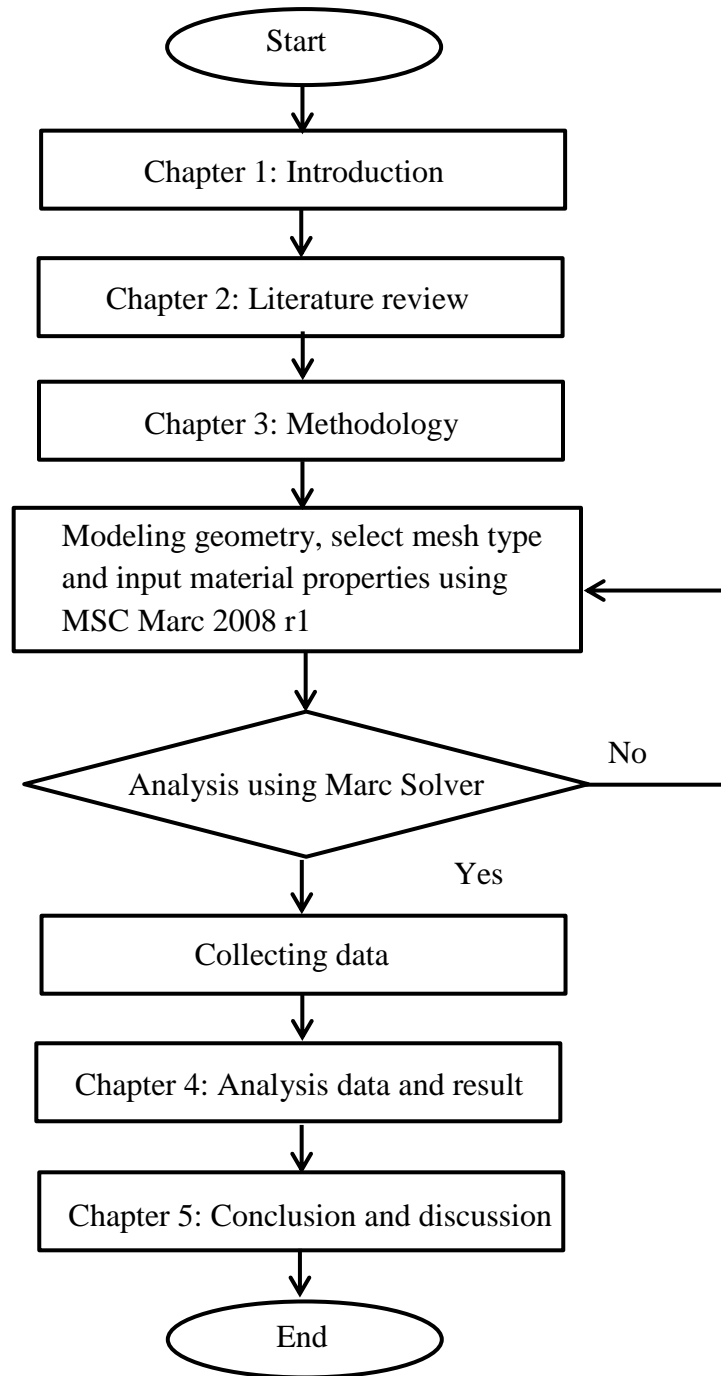 Start
Chapter 1: Introduction
Chapter 2: Literature review
Chapter 3: Methodology
Modeling geometry, select mesh type
and input material properties using
MSC Marc 2008 r1
Analysis using Marc Solver
No
Yes
Collecting data
Chapter 4: Analysis data and result
Chapter 5: Conclusion and discussion
End